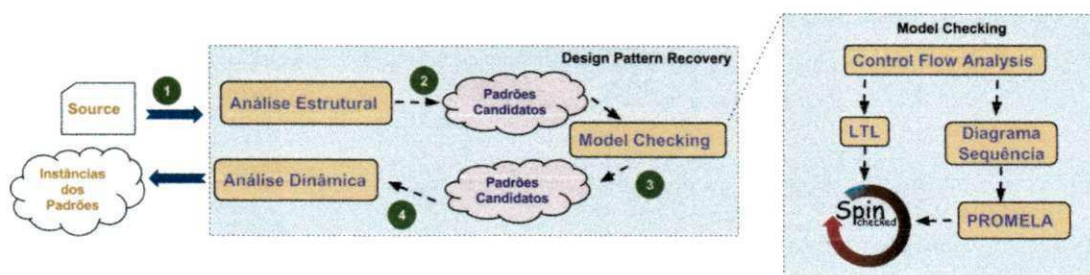 Design Pattern Recovery
1
Source
Análise Estrutural
2
Padrões
Candidatos
Model Checking
3
Padrões
Candidatos
4
Análise Dinâmica
Instâncias
dos
Padrões
Model Checking
Control Flow Analysis
LTL
Diagrama
Sequência
Spin
checked
PROMELA